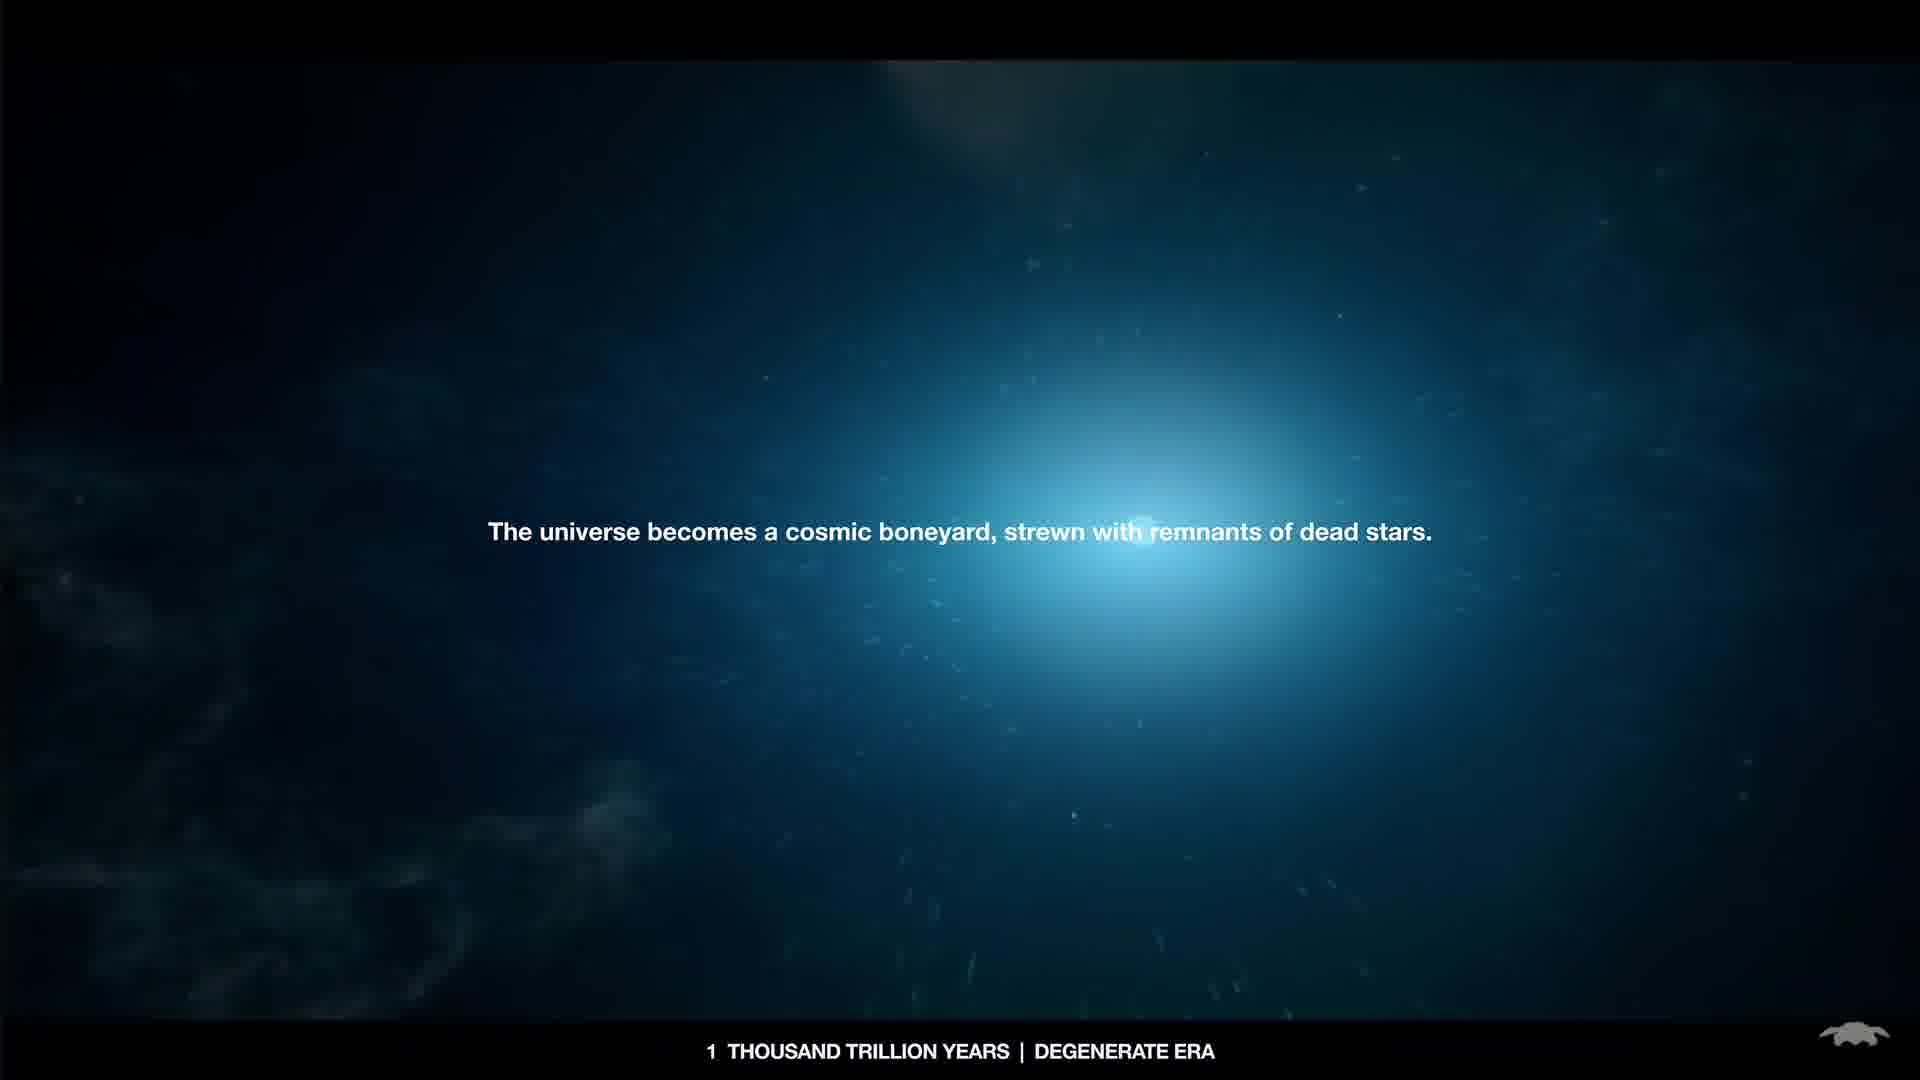 The universe becomes a cosmic boneyard, strewn with remnants of dead stars.
1 THOUSAND TRILLION YEARS | DEGENERATE ERA